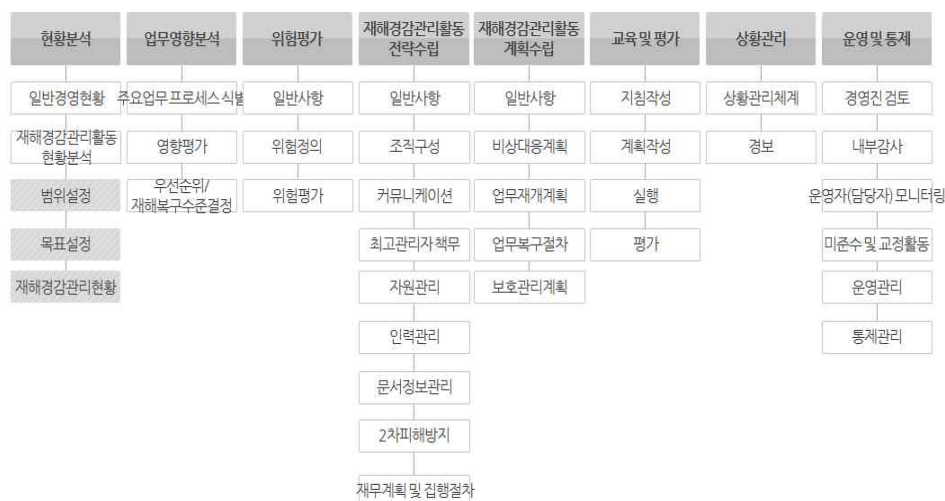 현황분석
일반경영현황
재해경감관리활동
현황분석
범위설정
목표설정
재해경감관리현황
업무영향분석
주요업무 프로세스 식별
영향평가
우선순위/
재해복구수준결정
위험평가
일반사항
위험정의
위험평가
재해경감관리활동
전략수립
일반사항
조직구성
커뮤니케이션
최고관리자 책무
자원관리
인력관리
문서정보관리
2차피해방지
재무계획 및 집행절차
재해경감관리활동
계획수립
일반사항
비상대응계획
업무재개계획
업무복구절차
보호관리계획
교육 및 평가
지침작성
계획작성
실행
평가
상황관리
상황관리체계
경보
운영 및 통제
경영진 검토
내부감사
운영자(담당자) 모니터링
미준수 및 교정활동
운영관리
통제관리